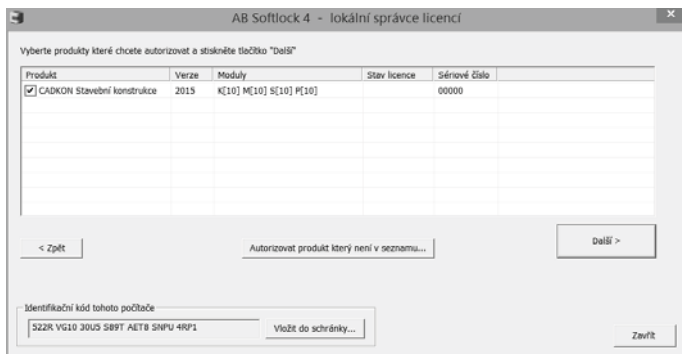 AB Softlock 4 - lokální správce licencí
Vyberte produkty které chcete autorizovat a stiskněte tlačítko "Další"
Produkt Verze Moduly Stav licence Sériové číslo
CADKON Stavební konstrukce 2015 K[10] M[10] S[10] P[10] 00000
< Zpět Autorizovat produkt který není v seznamu... Další >
Identifikační kód tohoto počítače
522R VG10 30U5 S89T AET8 SNPU 4RP1 Vložit do schránky... Zavřít